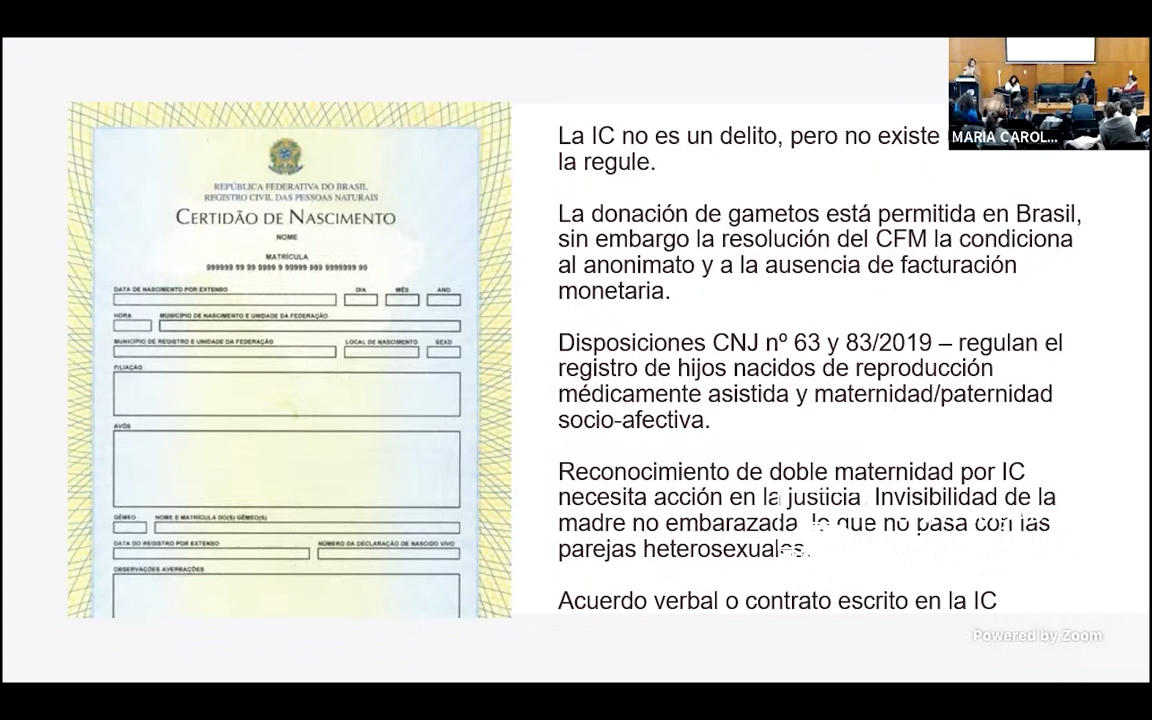 REPÚBLICA FEDERATIVA DO BRASIL
REGISTRO CIVIL DAS PESSOAS NATURAIS
CERTIDÃO DE NASCIMENTO
NOME
MATRÍCULA
999999 99 99 9999 9 99999 999 9999999 99
DATA DE NASCIMENTO POR EXTENSO
DIA
MÊS
ANO
HORA
MUNICÍPIO DE NASCIMENTO E UNIDADE DA FEDERAÇÃO
MUNICÍPIO DE REGISTRO E UNIDADE DA FEDERAÇÃO
LOCAL DE NASCIMENTO
SEXO
FILIAÇÃO
AVÓS
GÊMEO
NOME E MATRÍCULA DO(S) GÊMEO(S)
DATA DO REGISTRO POR EXTENSO
NÚMERO DA DECLARAÇÃO DE NASCIDO VIVO
OBSERVAÇÕES AVERBAÇÕES
La IC no es un delito, pero no existe
la regule.
La donación de gametos está permitida en Brasil,
sin embargo la resolución del CFM la condiciona
al anonimato y a la ausencia de facturación
monetaria.
Disposiciones CNJ nº 63 y 83/2019 – regulan el
registro de hijos nacidos de reproducción
médicamente asistida y maternidad/paternidad
socio-afectiva.
Reconocimiento de doble maternidad por IC
necesita acción en la justicia. Invisibilidad de la
madre no embarazada, lo que no pasa con las
parejas heterosexuales.
Acuerdo verbal o contrato escrito en la IC
MARIA CAROL...
Powered by Zoom